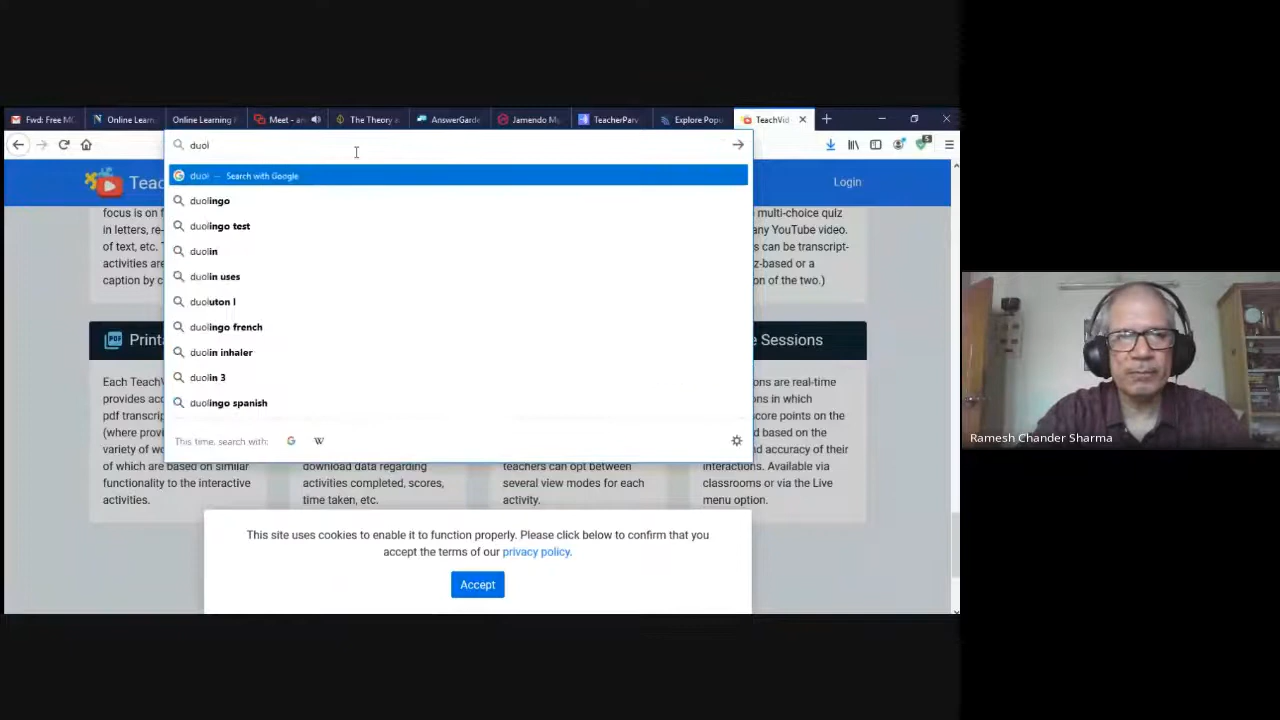 Fwd: Free M
Online Learn
Online Learning
Meet -
The Theory
AnswerGarde
Jamendo M
TeacherParv
Explore Popu
TeachVid
duol
duol — Search with Google
duolingo
duolingo test
duolin
duolin uses
duoluton l
duolingo french
duolin inhaler
duolin 3
duolingo spanish
This time, search with:
Teac
Login
focus is on f
in letters, re-
of text, etc. T
activities are
caption by c
multi-choice quiz
any YouTube video.
s can be transcript-
z-based or a
ion of the two.)
PDF
Printa
Each TeachV
provides acc
pdf transcrip
(where provi
variety of wo
of which are based on similar
functionality to the interactive
activities.
download data regarding
activities completed, scores,
time taken, etc.
teachers can opt between
several view modes for each
activity.
e Sessions
ons are real-time
ons in which
core points on the
d based on the
and accuracy of their
interactions. Available via
classrooms or via the Live
menu option.
This site uses cookies to enable it to function properly. Please click below to confirm that you
accept the terms of our privacy policy.
Accept
Ramesh Chander Sharma